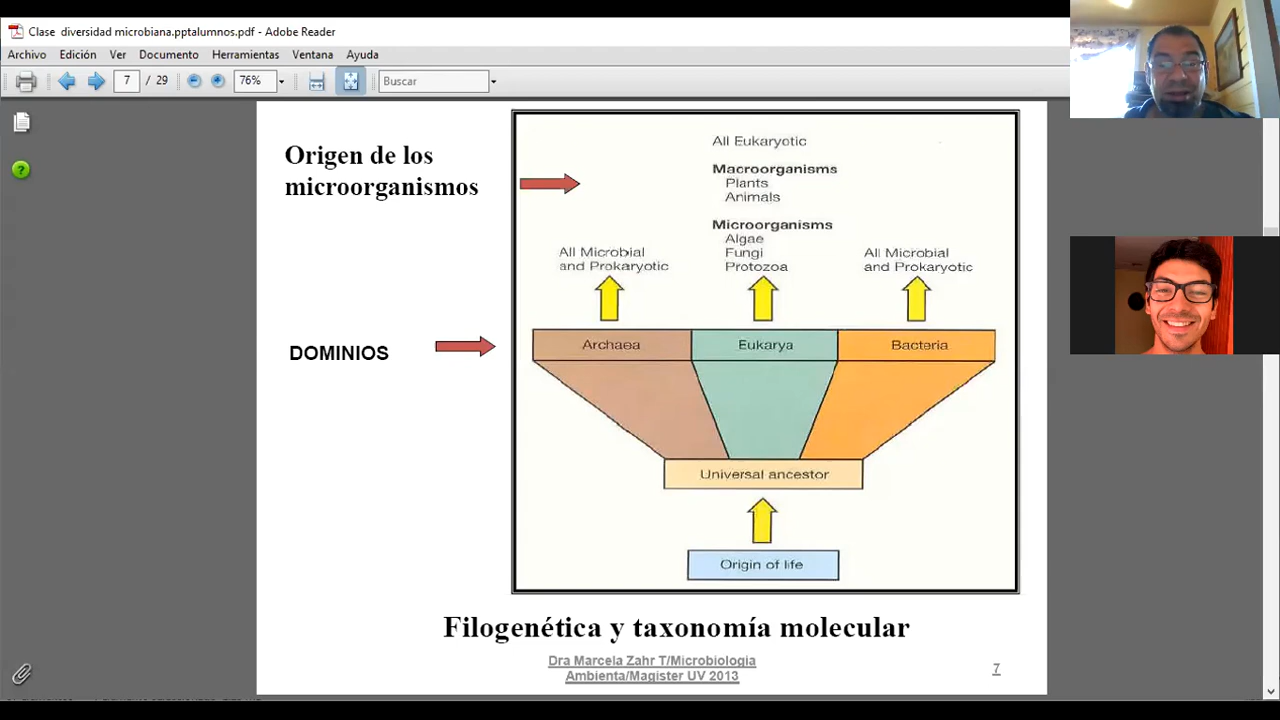 Clase diversidad microbiana.pptalumnos.pdf - Adobe Reader
Archivo Edición Ver Documento Herramientas Ventana Ayuda
7 / 29 76% Buscar
Origen de los
microorganismos
All Eukaryotic
Macroorganisms
Plants
Animals
Microorganisms
Algae
Fungi
Protozoa
All Microbial
and Prokaryotic
All Microbial
and Prokaryotic
DOMINIOS
Archaea Eukarya Bacteria
Universal ancestor
Origin of life
Filogenética y taxonomía molecular
Dra Marcela Zahr T/Microbiologia
Ambienta/Magister UV 2013
7